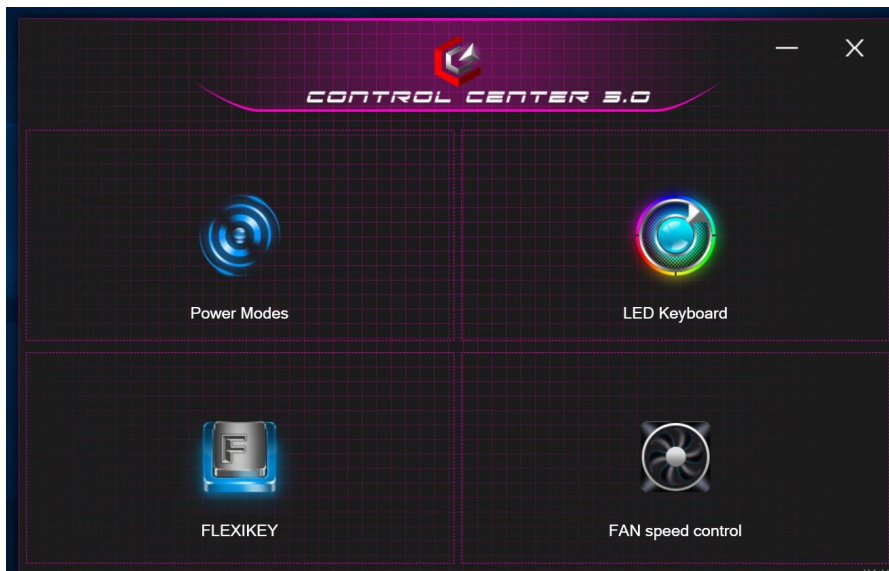 CONTROL CENTER 3.0
Power Modes
LED Keyboard
F
FLEXIKEY
FAN speed control